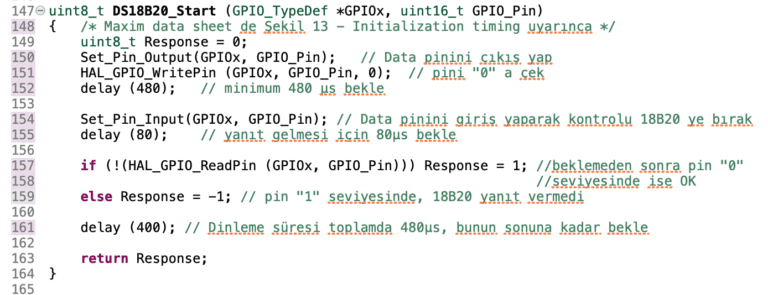 147 uint8_t DS18B20_Start (GPIO_TypeDef *GPIOx, uint16_t GPIO_Pin)
148 {   /* Maxim data sheet de Şekil 13 - Initialization timing uyarınca */
149     uint8_t Response = 0;
150     Set_Pin_Output(GPIOx, GPIO_Pin);   // Data pinini çıkış yap
151     HAL_GPIO_WritePin (GPIOx, GPIO_Pin, 0);  // pini "0" a cek
152     delay (480);   // minimum 480 µs bekle
153
154     Set_Pin_Input(GPIOx, GPIO_Pin); // Data pinini giriş yaparak kontrolu 18B20 ye bırak
155     delay (80);    // yanıt gelmesi için 80µs bekle
156
157     if (!(HAL_GPIO_ReadPin (GPIOx, GPIO_Pin))) Response = 1; //beklemeden sonra pin "0"
158                                                              //seviyesinde ise OK
159     else Response = -1; // pin "1" seviyesinde, 18B20 yanıt vermedi
160
161     delay (400); // Dinleme süresi toplamda 480µs, bunun sonuna kadar bekle
162
163     return Response;
164 }
165